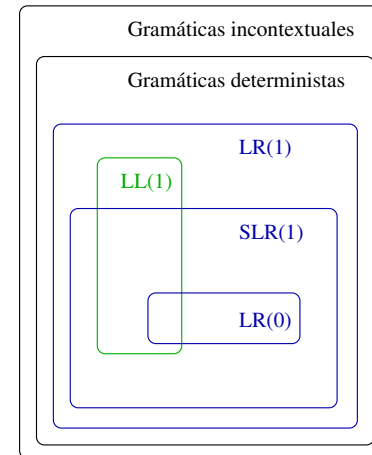 Gramáticas incontextuales
Gramáticas deterministas
LR(1)
LL(1)
SLR(1)
LR(0)